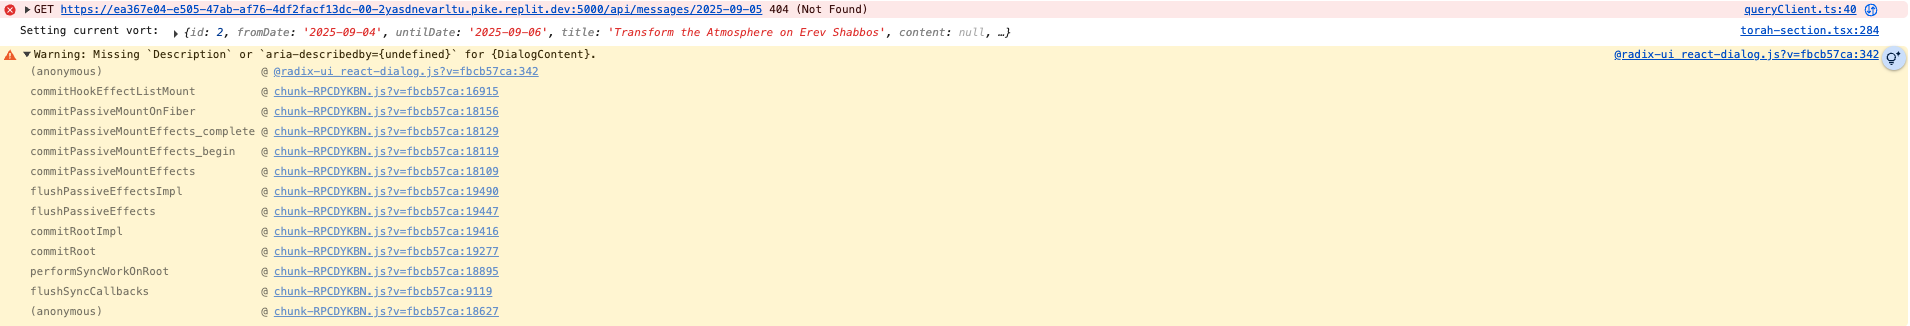 GET https://ea367e04-e505-47ab-af76-4df2facf13dc-00-2yasdnevarltu.pike.replit.dev:5000/api/messages/2025-09-05 404 (Not Found) queryClient.ts:40
Setting current vort: {id: 2, fromDate: '2025-09-04', untilDate: '2025-09-06', title: 'Transform the Atmosphere on Erev Shabbos', content: null, …} torah-section.tsx:284
Warning: Missing `Description` or `aria-describedby={undefined}` for {DialogContent}. @radix-ui_react-dialog.js?v=fbcb57ca:342
(anonymous) @ @radix-ui_react-dialog.js?v=fbcb57ca:342
commitHookEffectListMount @ chunk-RPCDYKBN.js?v=fbcb57ca:16915
commitPassiveMountOnFiber @ chunk-RPCDYKBN.js?v=fbcb57ca:18156
commitPassiveMountEffects_complete @ chunk-RPCDYKBN.js?v=fbcb57ca:18129
commitPassiveMountEffects_begin @ chunk-RPCDYKBN.js?v=fbcb57ca:18119
commitPassiveMountEffects @ chunk-RPCDYKBN.js?v=fbcb57ca:18109
flushPassiveEffectsImpl @ chunk-RPCDYKBN.js?v=fbcb57ca:19490
flushPassiveEffects @ chunk-RPCDYKBN.js?v=fbcb57ca:19447
commitRootImpl @ chunk-RPCDYKBN.js?v=fbcb57ca:19416
commitRoot @ chunk-RPCDYKBN.js?v=fbcb57ca:19277
performSyncWorkOnRoot @ chunk-RPCDYKBN.js?v=fbcb57ca:18895
flushSyncCallbacks @ chunk-RPCDYKBN.js?v=fbcb57ca:9119
(anonymous) @ chunk-RPCDYKBN.js?v=fbcb57ca:18627